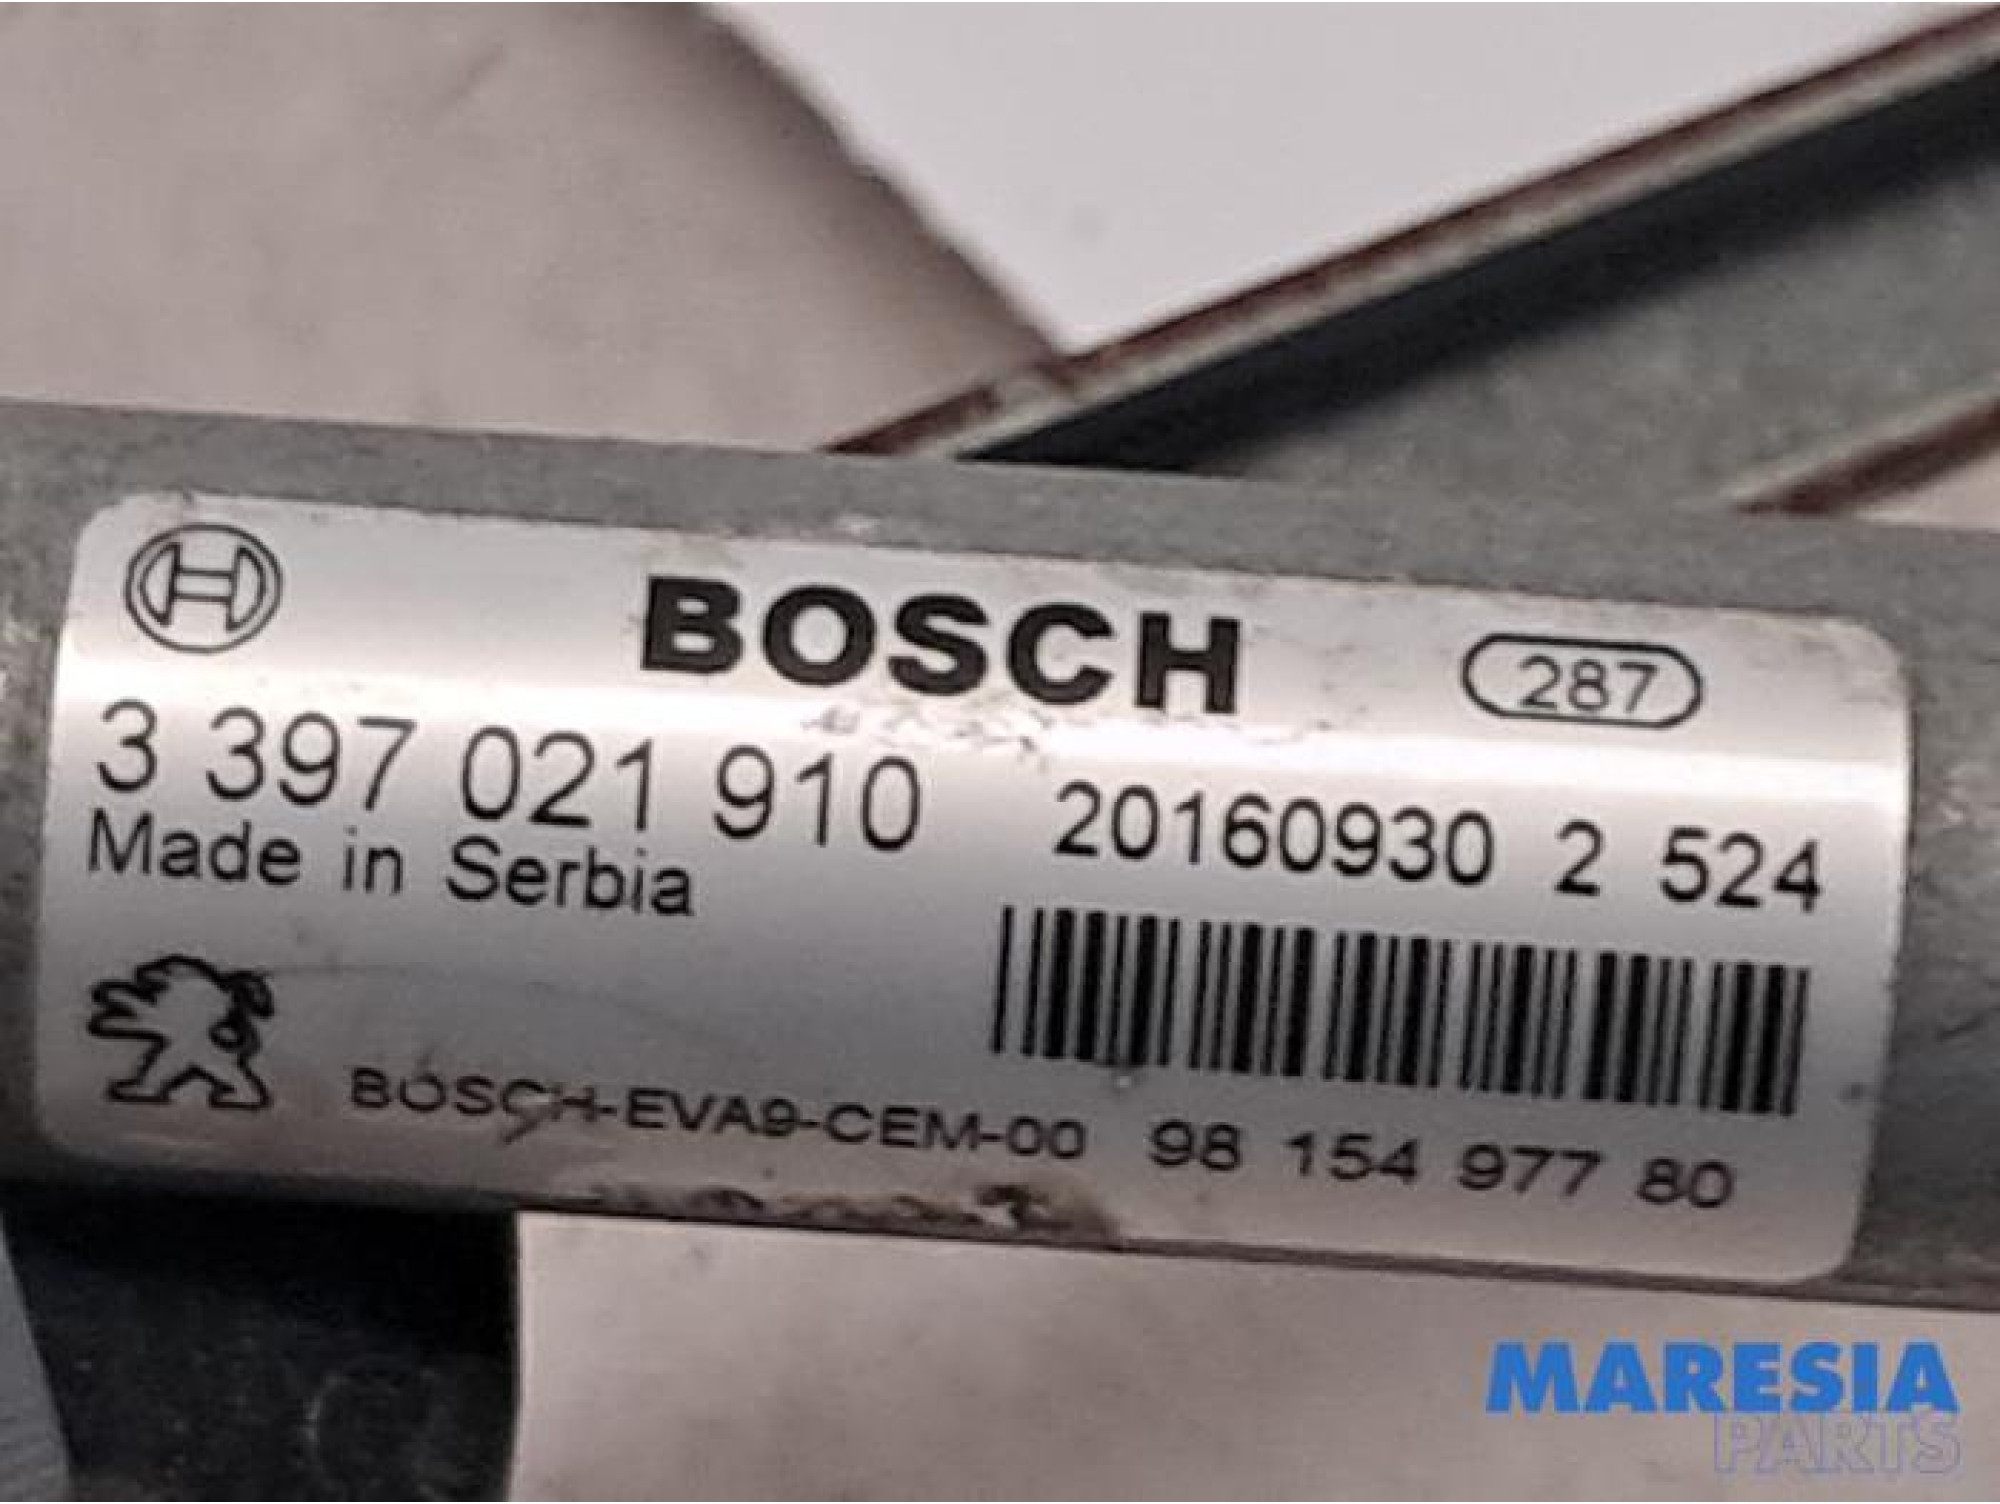 BOSCH 287
3 397 021 910 20160930 2 524
Made in Serbia
BOSCH-EVA9-CEM-00 98 154 977 80
MARESIA
PARTS